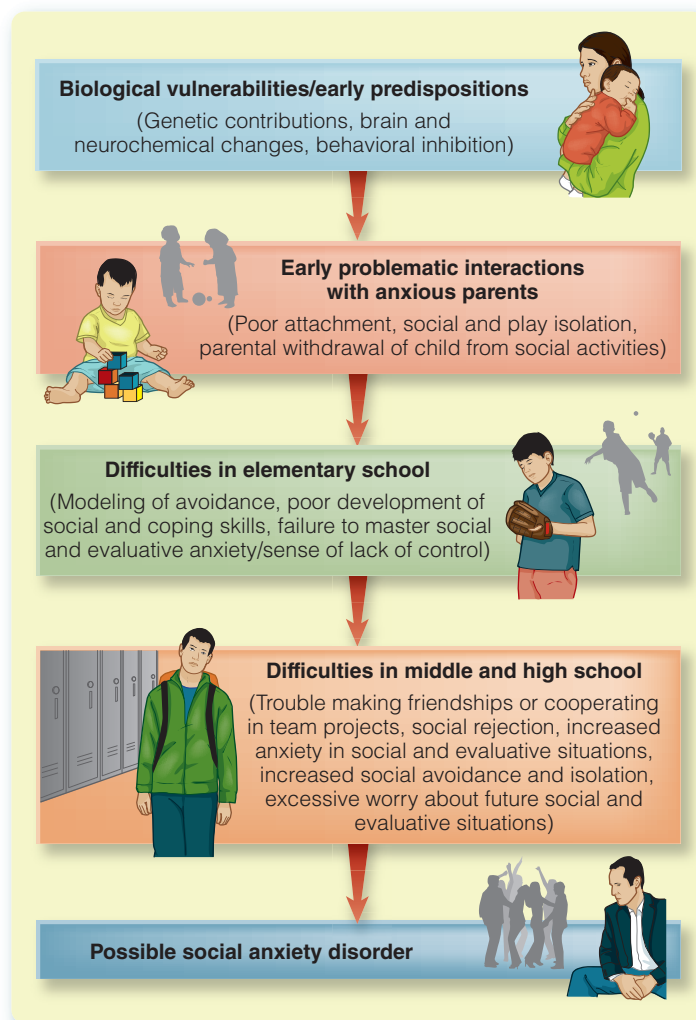 Biological vulnerabilities/early predispositions
(Genetic contributions, brain and
neurochemical changes, behavioral inhibition)
Early problematic interactions
with anxious parents
(Poor attachment, social and play isolation,
parental withdrawal of child from social activities)
Difficulties in elementary school
(Modeling of avoidance, poor development of
social and coping skills, failure to master social
and evaluative anxiety/sense of lack of control)
Difficulties in middle and high school
(Trouble making friendships or cooperating
in team projects, social rejection, increased
anxiety in social and evaluative situations,
increased social avoidance and isolation,
excessive worry about future social and
evaluative situations)
Possible social anxiety disorder